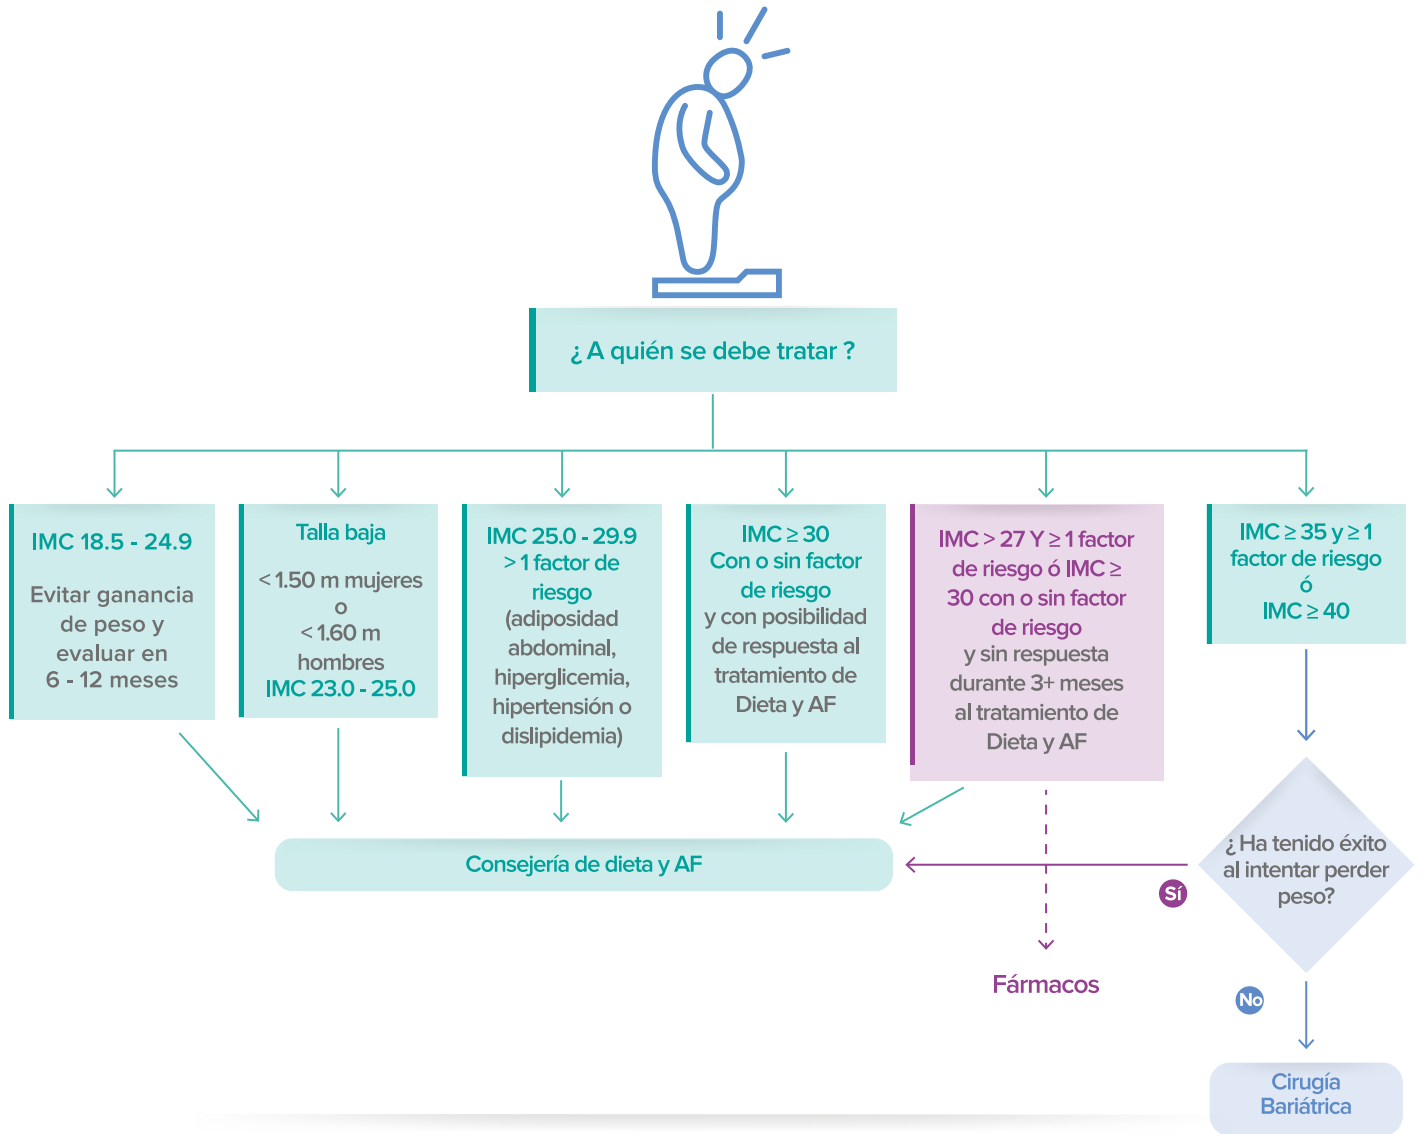 ¿ A quién se debe tratar ?
IMC 18.5 - 24.9
Evitar ganancia
de peso y
evaluar en
6 - 12 meses
Talla baja
< 1.50 m mujeres
o
< 1.60 m
hombres
IMC 23.0 - 25.0
IMC 25.0 - 29.9
> 1 factor de
riesgo
(adiposidad
abdominal,
hiperglicemia,
hipertensión o
dislipidemia)
IMC ≥ 30
Con o sin factor
de riesgo
y con posibilidad
de respuesta al
tratamiento de
Dieta y AF
IMC > 27 Y ≥ 1 factor
de riesgo ó IMC ≥
30 con o sin factor
de riesgo
y sin respuesta
durante 3+ meses
al tratamiento de
Dieta y AF
IMC ≥ 35 y ≥ 1
factor de riesgo
ó
IMC ≥ 40
Consejería de dieta y AF
¿ Ha tenido éxito
al intentar perder
peso?
Sí
Fármacos
No
Cirugía
Bariátrica